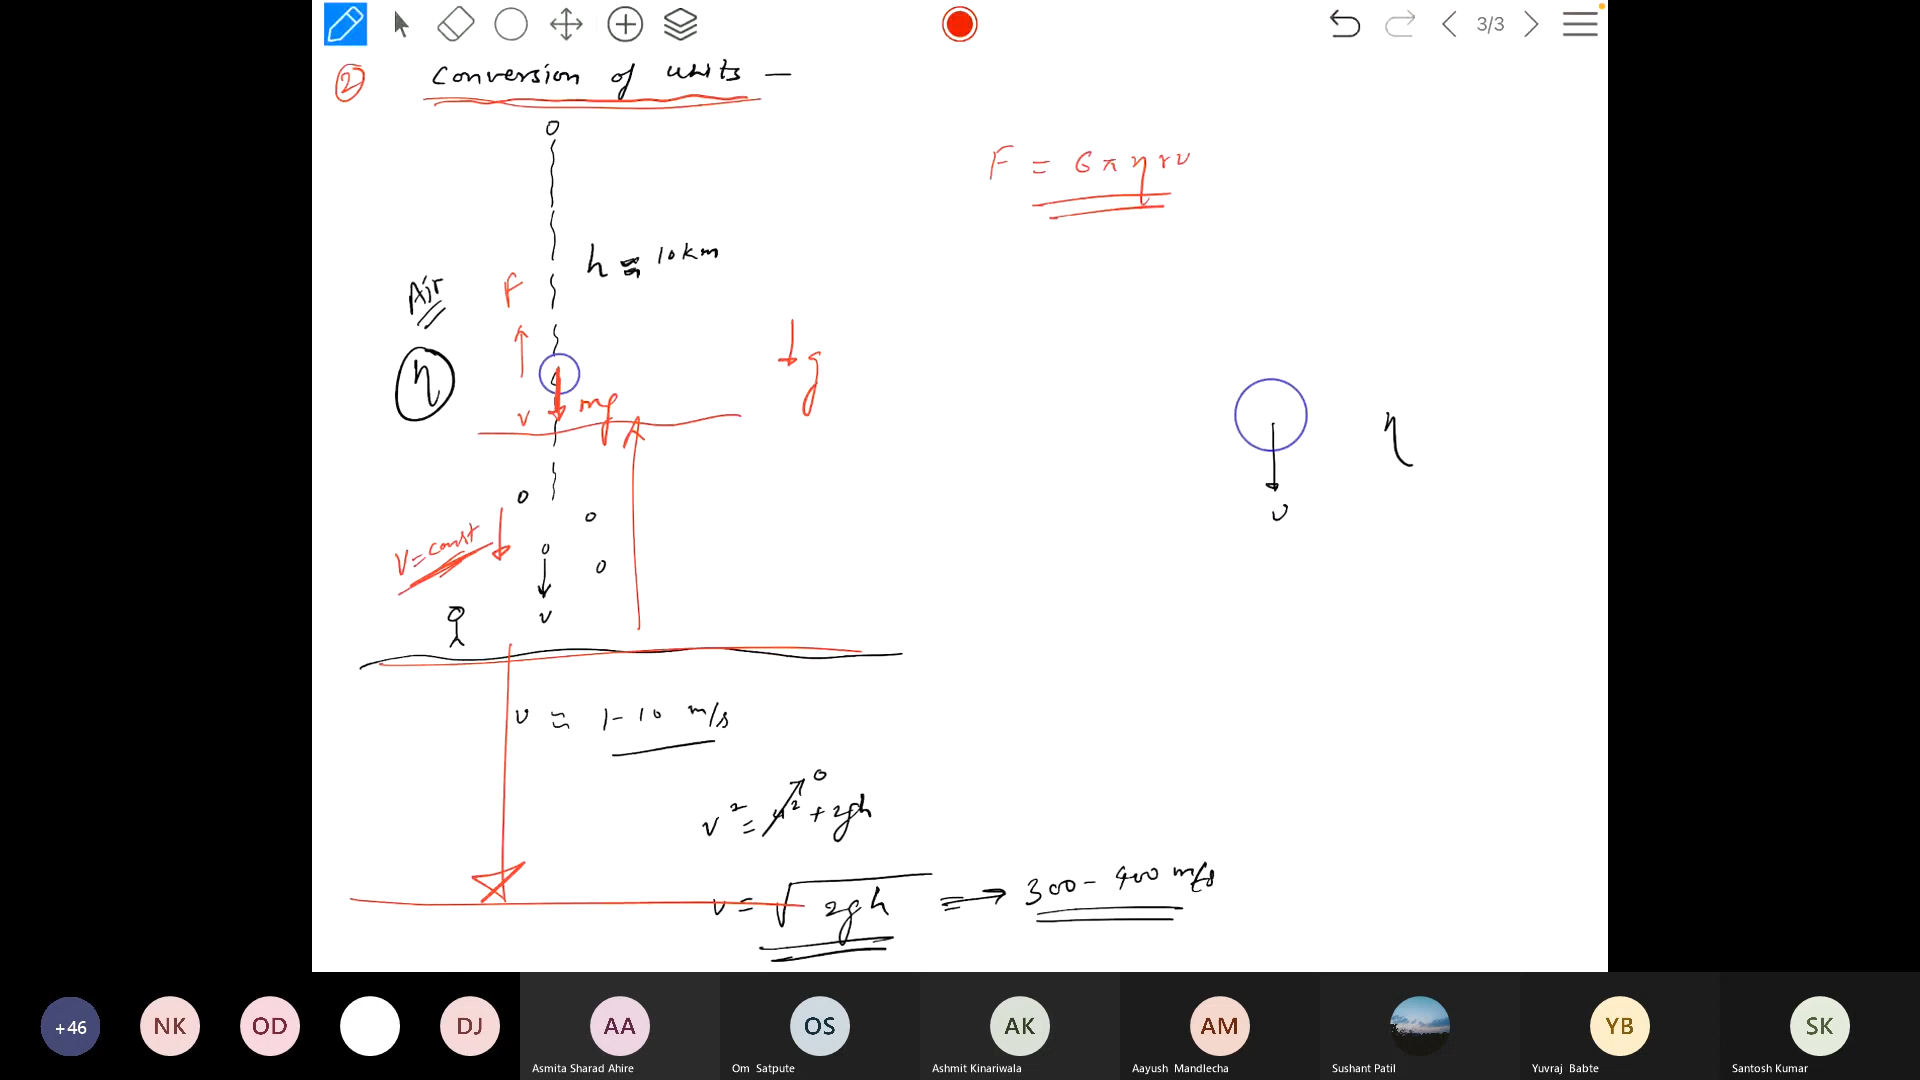 3/3
② Conversion of units —
F = 6πηrv
h ≈ 10km
Air
F
η
g
v
mg
η
v
V=const
v
v ≈ 1-10 m/s
0
v² = u² + 2gh
v = √2gh ⇒ 300-400 m/s
+46
NK
OD
DJ
AA
OS
AK
AM
YB
SK
Asmita Sharad Ahire
Om Satpute
Ashmit Kinariwala
Aayush Mandlecha
Sushant Patil
Yuvraj Babte
Santosh Kumar